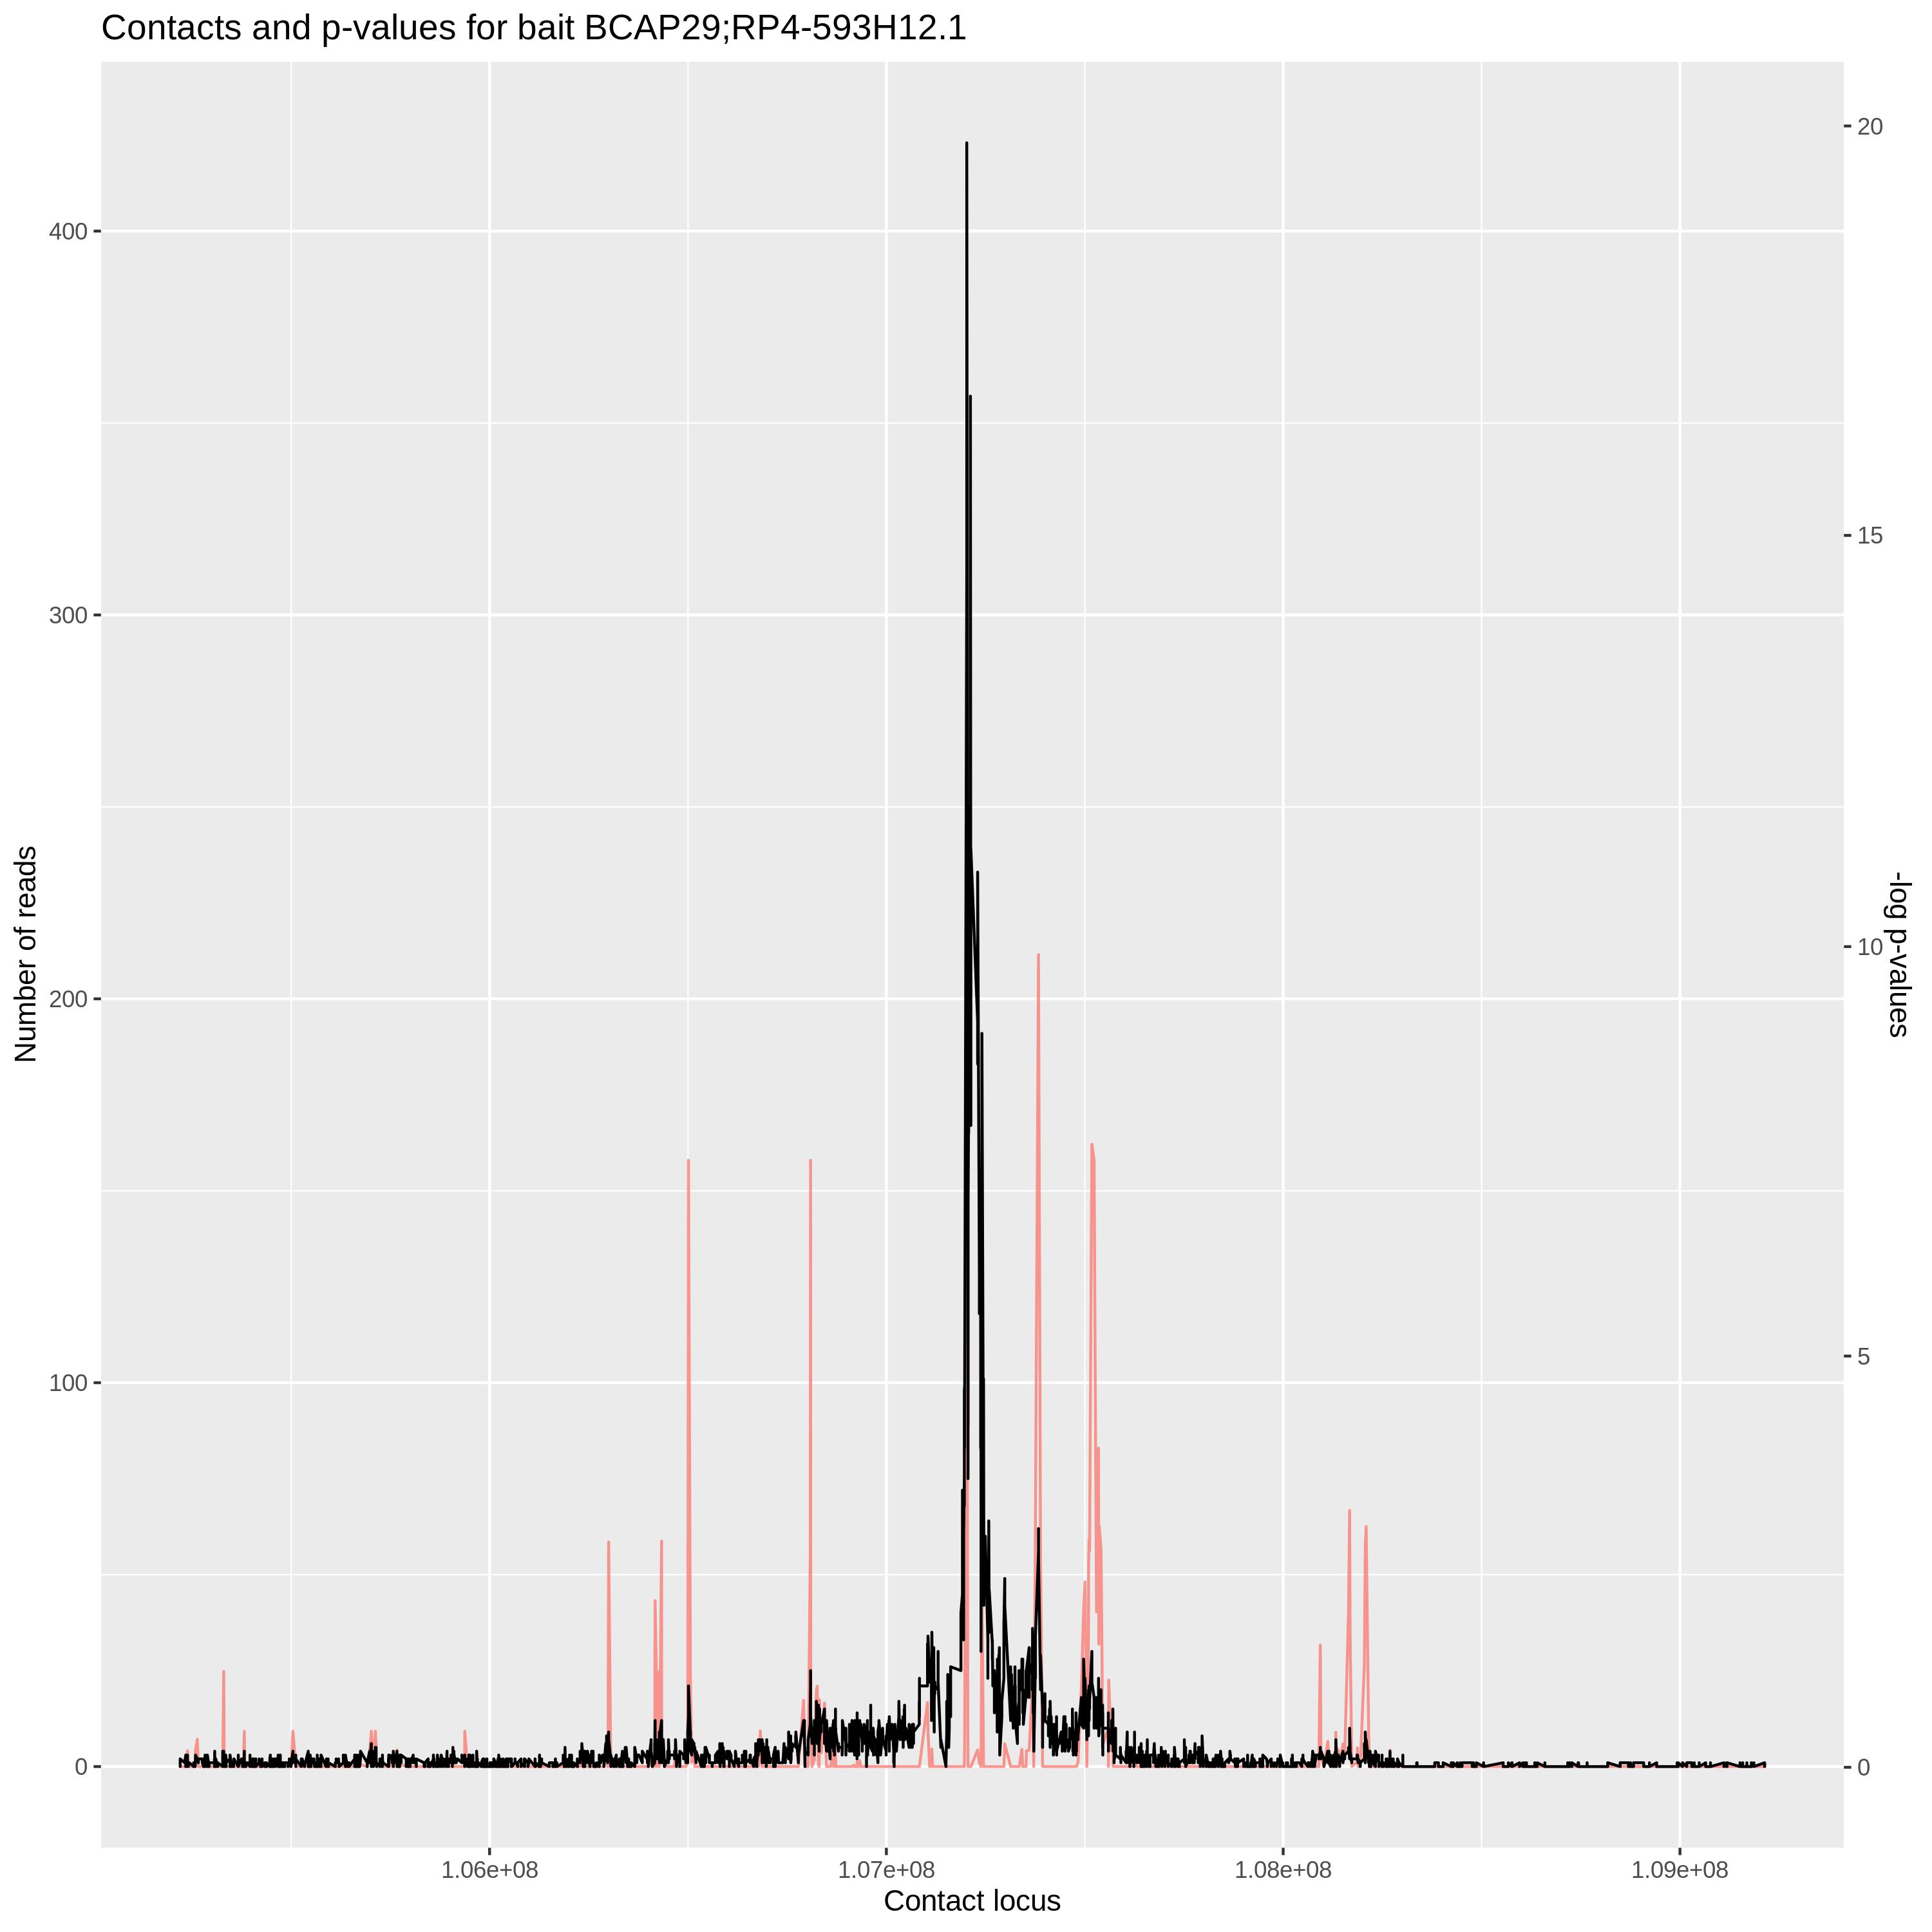 Contacts and p-values for bait BCAP29;RP4-593H12.1
20
400
15
300
Number of reads
-log p-values
10
200
5
100
0
0
1.06e+08 1.07e+08 1.08e+08 1.09e+08
Contact locus